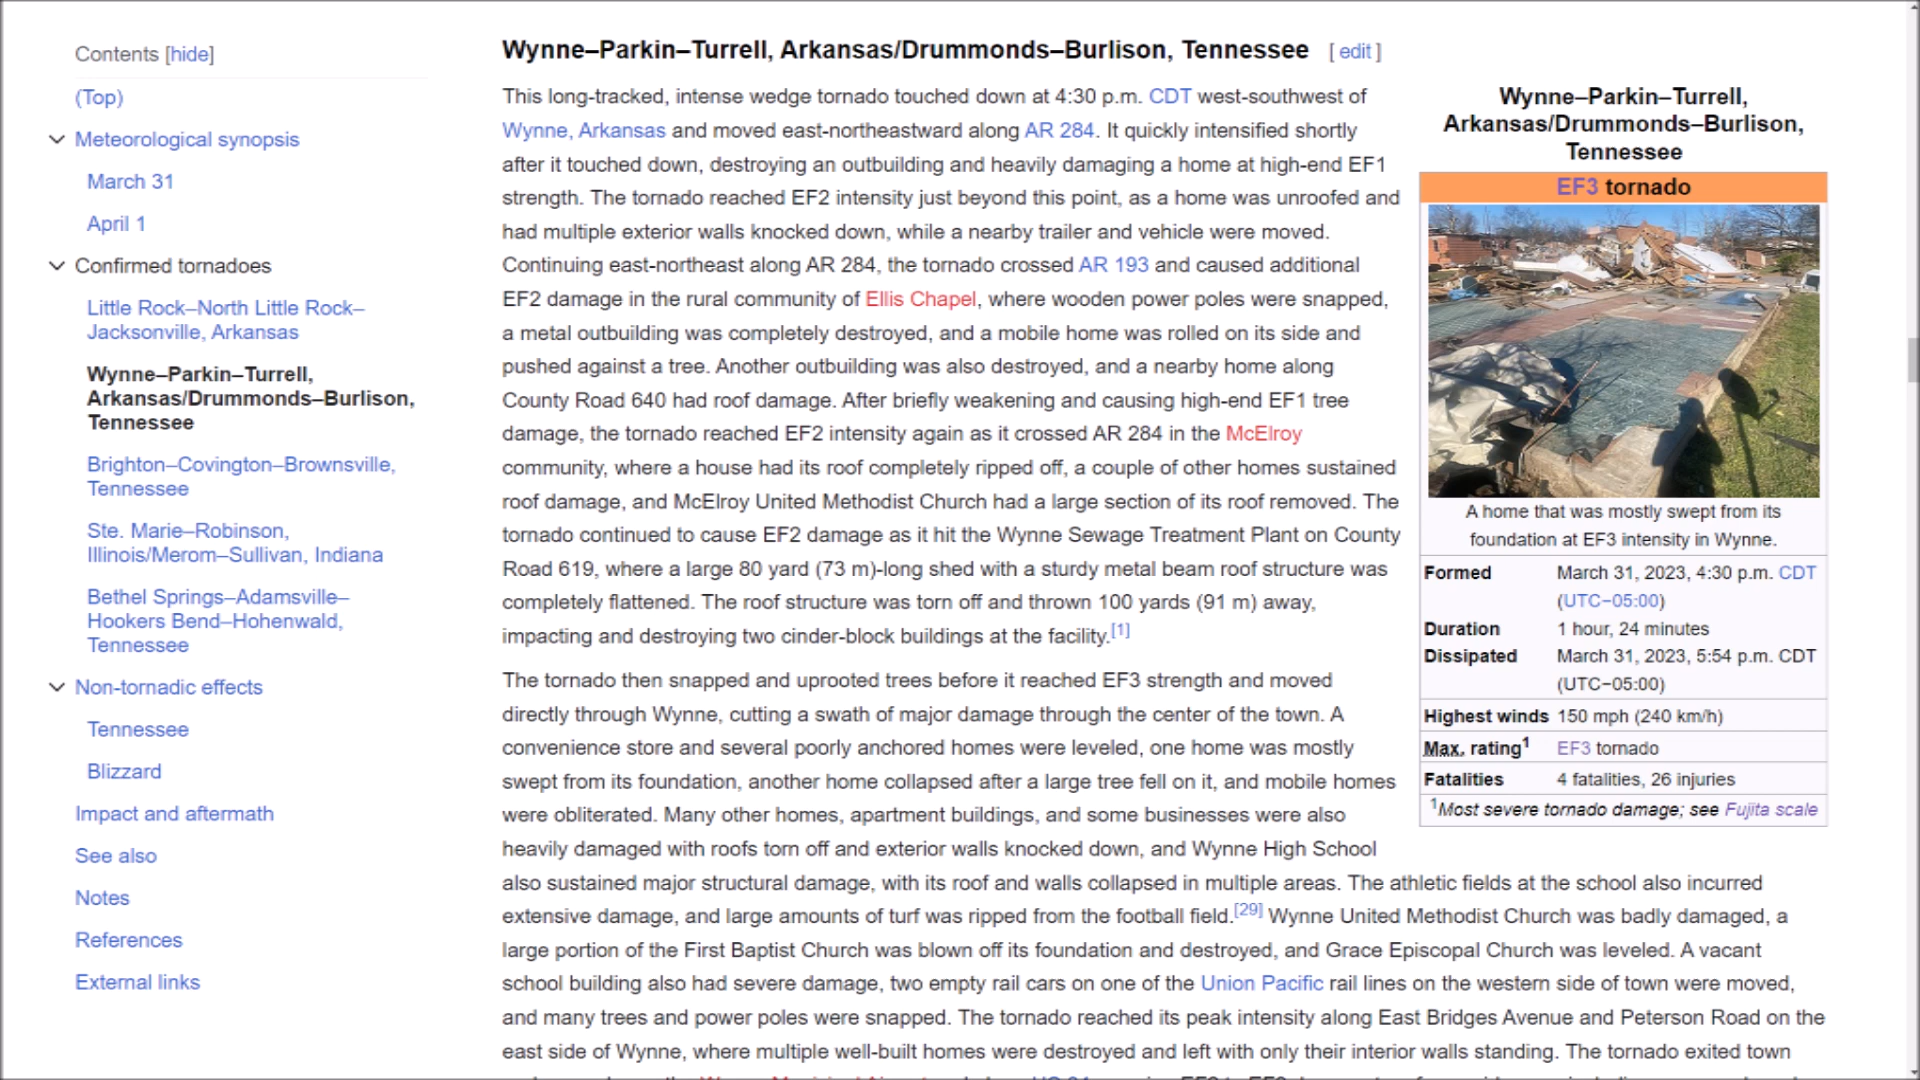 Contents [hide]
(Top)
Meteorological synopsis
March 31
April 1
Confirmed tornadoes
Little Rock–North Little Rock–
Jacksonville, Arkansas
Wynne–Parkin–Turrell,
Arkansas/Drummonds–Burlison,
Tennessee
Brighton–Covington–Brownsville,
Tennessee
Ste. Marie–Robinson,
Illinois/Merom–Sullivan, Indiana
Bethel Springs–Adamsville–
Hookers Bend–Hohenwald,
Tennessee
Non-tornadic effects
Tennessee
Blizzard
Impact and aftermath
See also
Notes
References
External links
Wynne–Parkin–Turrell, Arkansas/Drummonds–Burlison, Tennessee [ edit ]
This long-tracked, intense wedge tornado touched down at 4:30 p.m. CDT west-southwest of
Wynne, Arkansas and moved east-northeastward along AR 284. It quickly intensified shortly
after it touched down, destroying an outbuilding and heavily damaging a home at high-end EF1
strength. The tornado reached EF2 intensity just beyond this point, as a home was unroofed and
had multiple exterior walls knocked down, while a nearby trailer and vehicle were moved.
Continuing east-northeast along AR 284, the tornado crossed AR 193 and caused additional
EF2 damage in the rural community of Ellis Chapel, where wooden power poles were snapped,
a metal outbuilding was completely destroyed, and a mobile home was rolled on its side and
pushed against a tree. Another outbuilding was also destroyed, and a nearby home along
County Road 640 had roof damage. After briefly weakening and causing high-end EF1 tree
damage, the tornado reached EF2 intensity again as it crossed AR 284 in the McElroy
community, where a house had its roof completely ripped off, a couple of other homes sustained
roof damage, and McElroy United Methodist Church had a large section of its roof removed. The
tornado continued to cause EF2 damage as it hit the Wynne Sewage Treatment Plant on County
Road 619, where a large 80 yard (73 m)-long shed with a sturdy metal beam roof structure was
completely flattened. The roof structure was torn off and thrown 100 yards (91 m) away,
impacting and destroying two cinder-block buildings at the facility.[1]
The tornado then snapped and uprooted trees before it reached EF3 strength and moved
directly through Wynne, cutting a swath of major damage through the center of the town. A
convenience store and several poorly anchored homes were leveled, one home was mostly
swept from its foundation, another home collapsed after a large tree fell on it, and mobile homes
were obliterated. Many other homes, apartment buildings, and some businesses were also
heavily damaged with roofs torn off and exterior walls knocked down, and Wynne High School
also sustained major structural damage, with its roof and walls collapsed in multiple areas. The athletic fields at the school also incurred
extensive damage, and large amounts of turf was ripped from the football field.[29] Wynne United Methodist Church was badly damaged, a
large portion of the First Baptist Church was blown off its foundation and destroyed, and Grace Episcopal Church was leveled. A vacant
school building also had severe damage, two empty rail cars on one of the Union Pacific rail lines on the western side of town were moved,
and many trees and power poles were snapped. The tornado reached its peak intensity along East Bridges Avenue and Peterson Road on the
east side of Wynne, where multiple well-built homes were destroyed and left with only their interior walls standing. The tornado exited town
Wynne–Parkin–Turrell,
Arkansas/Drummonds–Burlison,
Tennessee
EF3 tornado
A home that was mostly swept from its
foundation at EF3 intensity in Wynne.
Formed March 31, 2023, 4:30 p.m. CDT
(UTC−05:00)
Duration 1 hour, 24 minutes
Dissipated March 31, 2023, 5:54 p.m. CDT
(UTC−05:00)
Highest winds 150 mph (240 km/h)
Max. rating1 EF3 tornado
Fatalities 4 fatalities, 26 injuries
1Most severe tornado damage; see Fujita scale